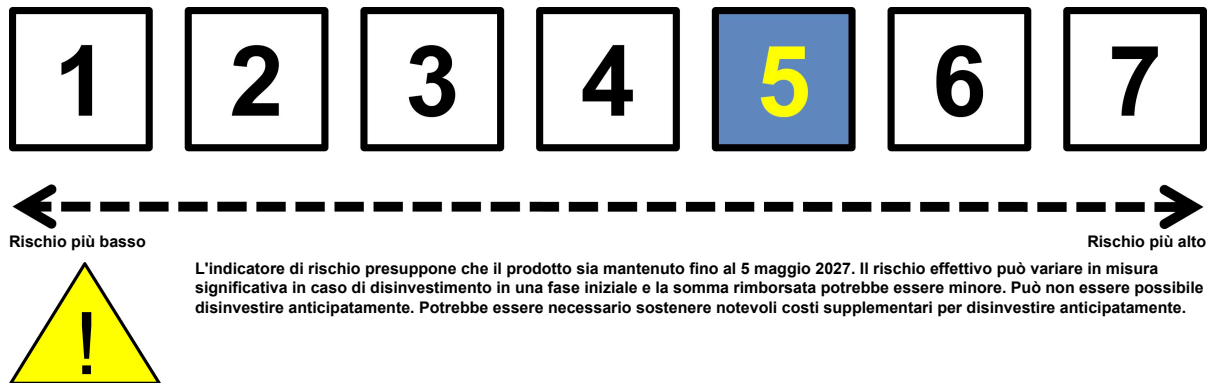 1 2 3 4 5 6 7
Rischio più basso Rischio più alto
L'indicatore di rischio presuppone che il prodotto sia mantenuto fino al 5 maggio 2027. Il rischio effettivo può variare in misura
significativa in caso di disinvestimento in una fase iniziale e la somma rimborsata potrebbe essere minore. Può non essere possibile
disinvestire anticipatamente. Potrebbe essere necessario sostenere notevoli costi supplementari per disinvestire anticipatamente.
!